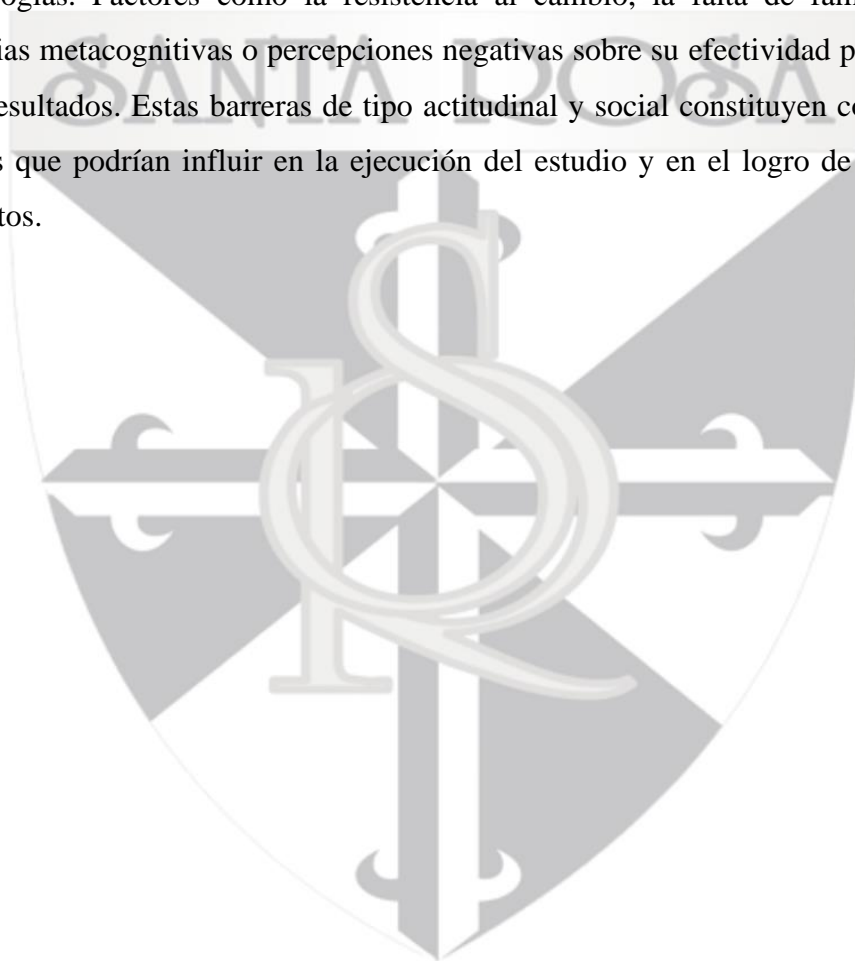 ologías. Factores como la resistencia al cambio, la falta de fam
ias metacognitivas o percepciones negativas sobre su efectividad p
esultados. Estas barreras de tipo actitudinal y social constituyen co
s que podrían influir en la ejecución del estudio y en el logro de
tos.
SANTA ROSA